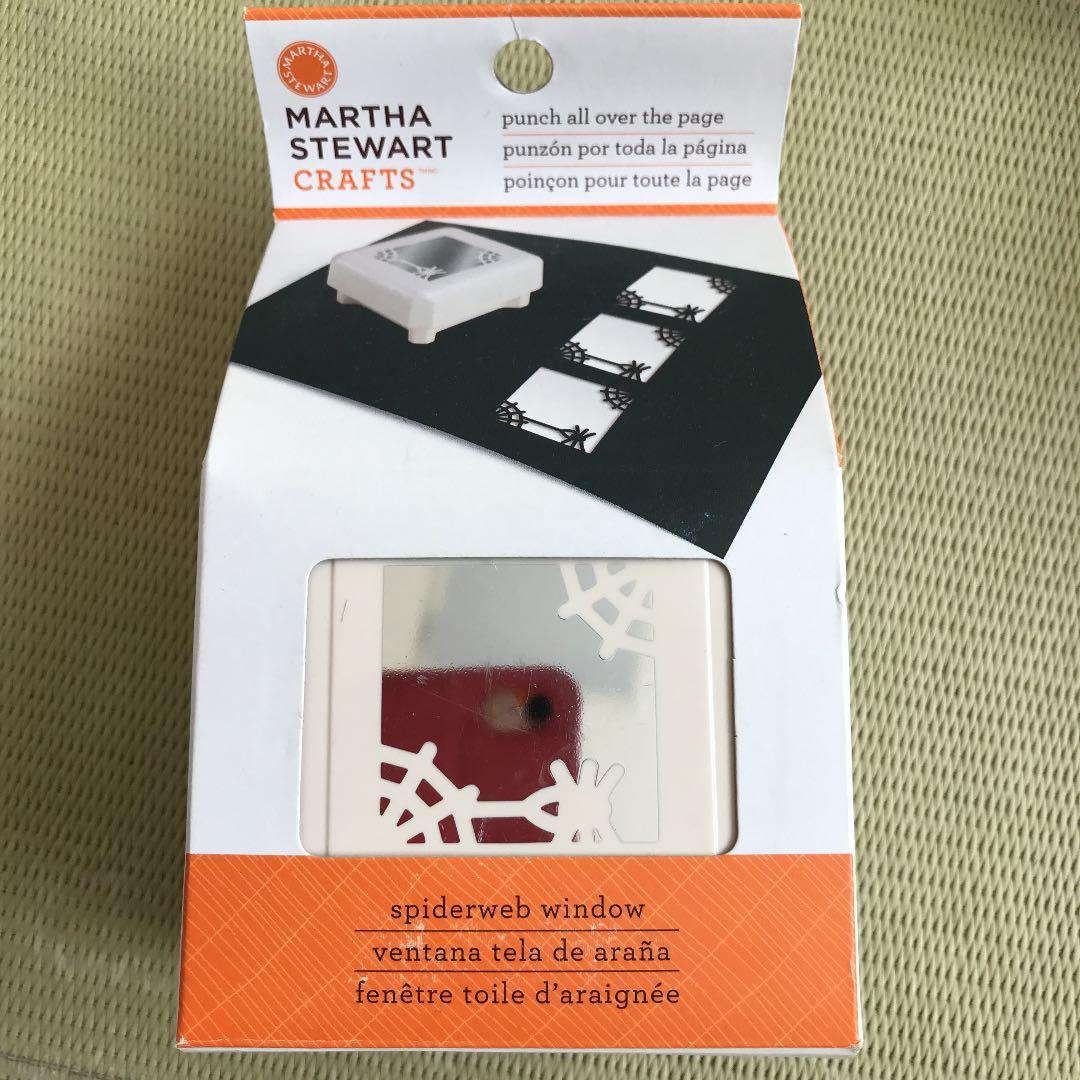 MARTHA
STEWART
MARTHA
STEWART
CRAFTS
punch all over the page
punzón por toda la página
poinçon pour toute la page
spiderweb window
ventana tela de araña
fenêtre toile d'araignée